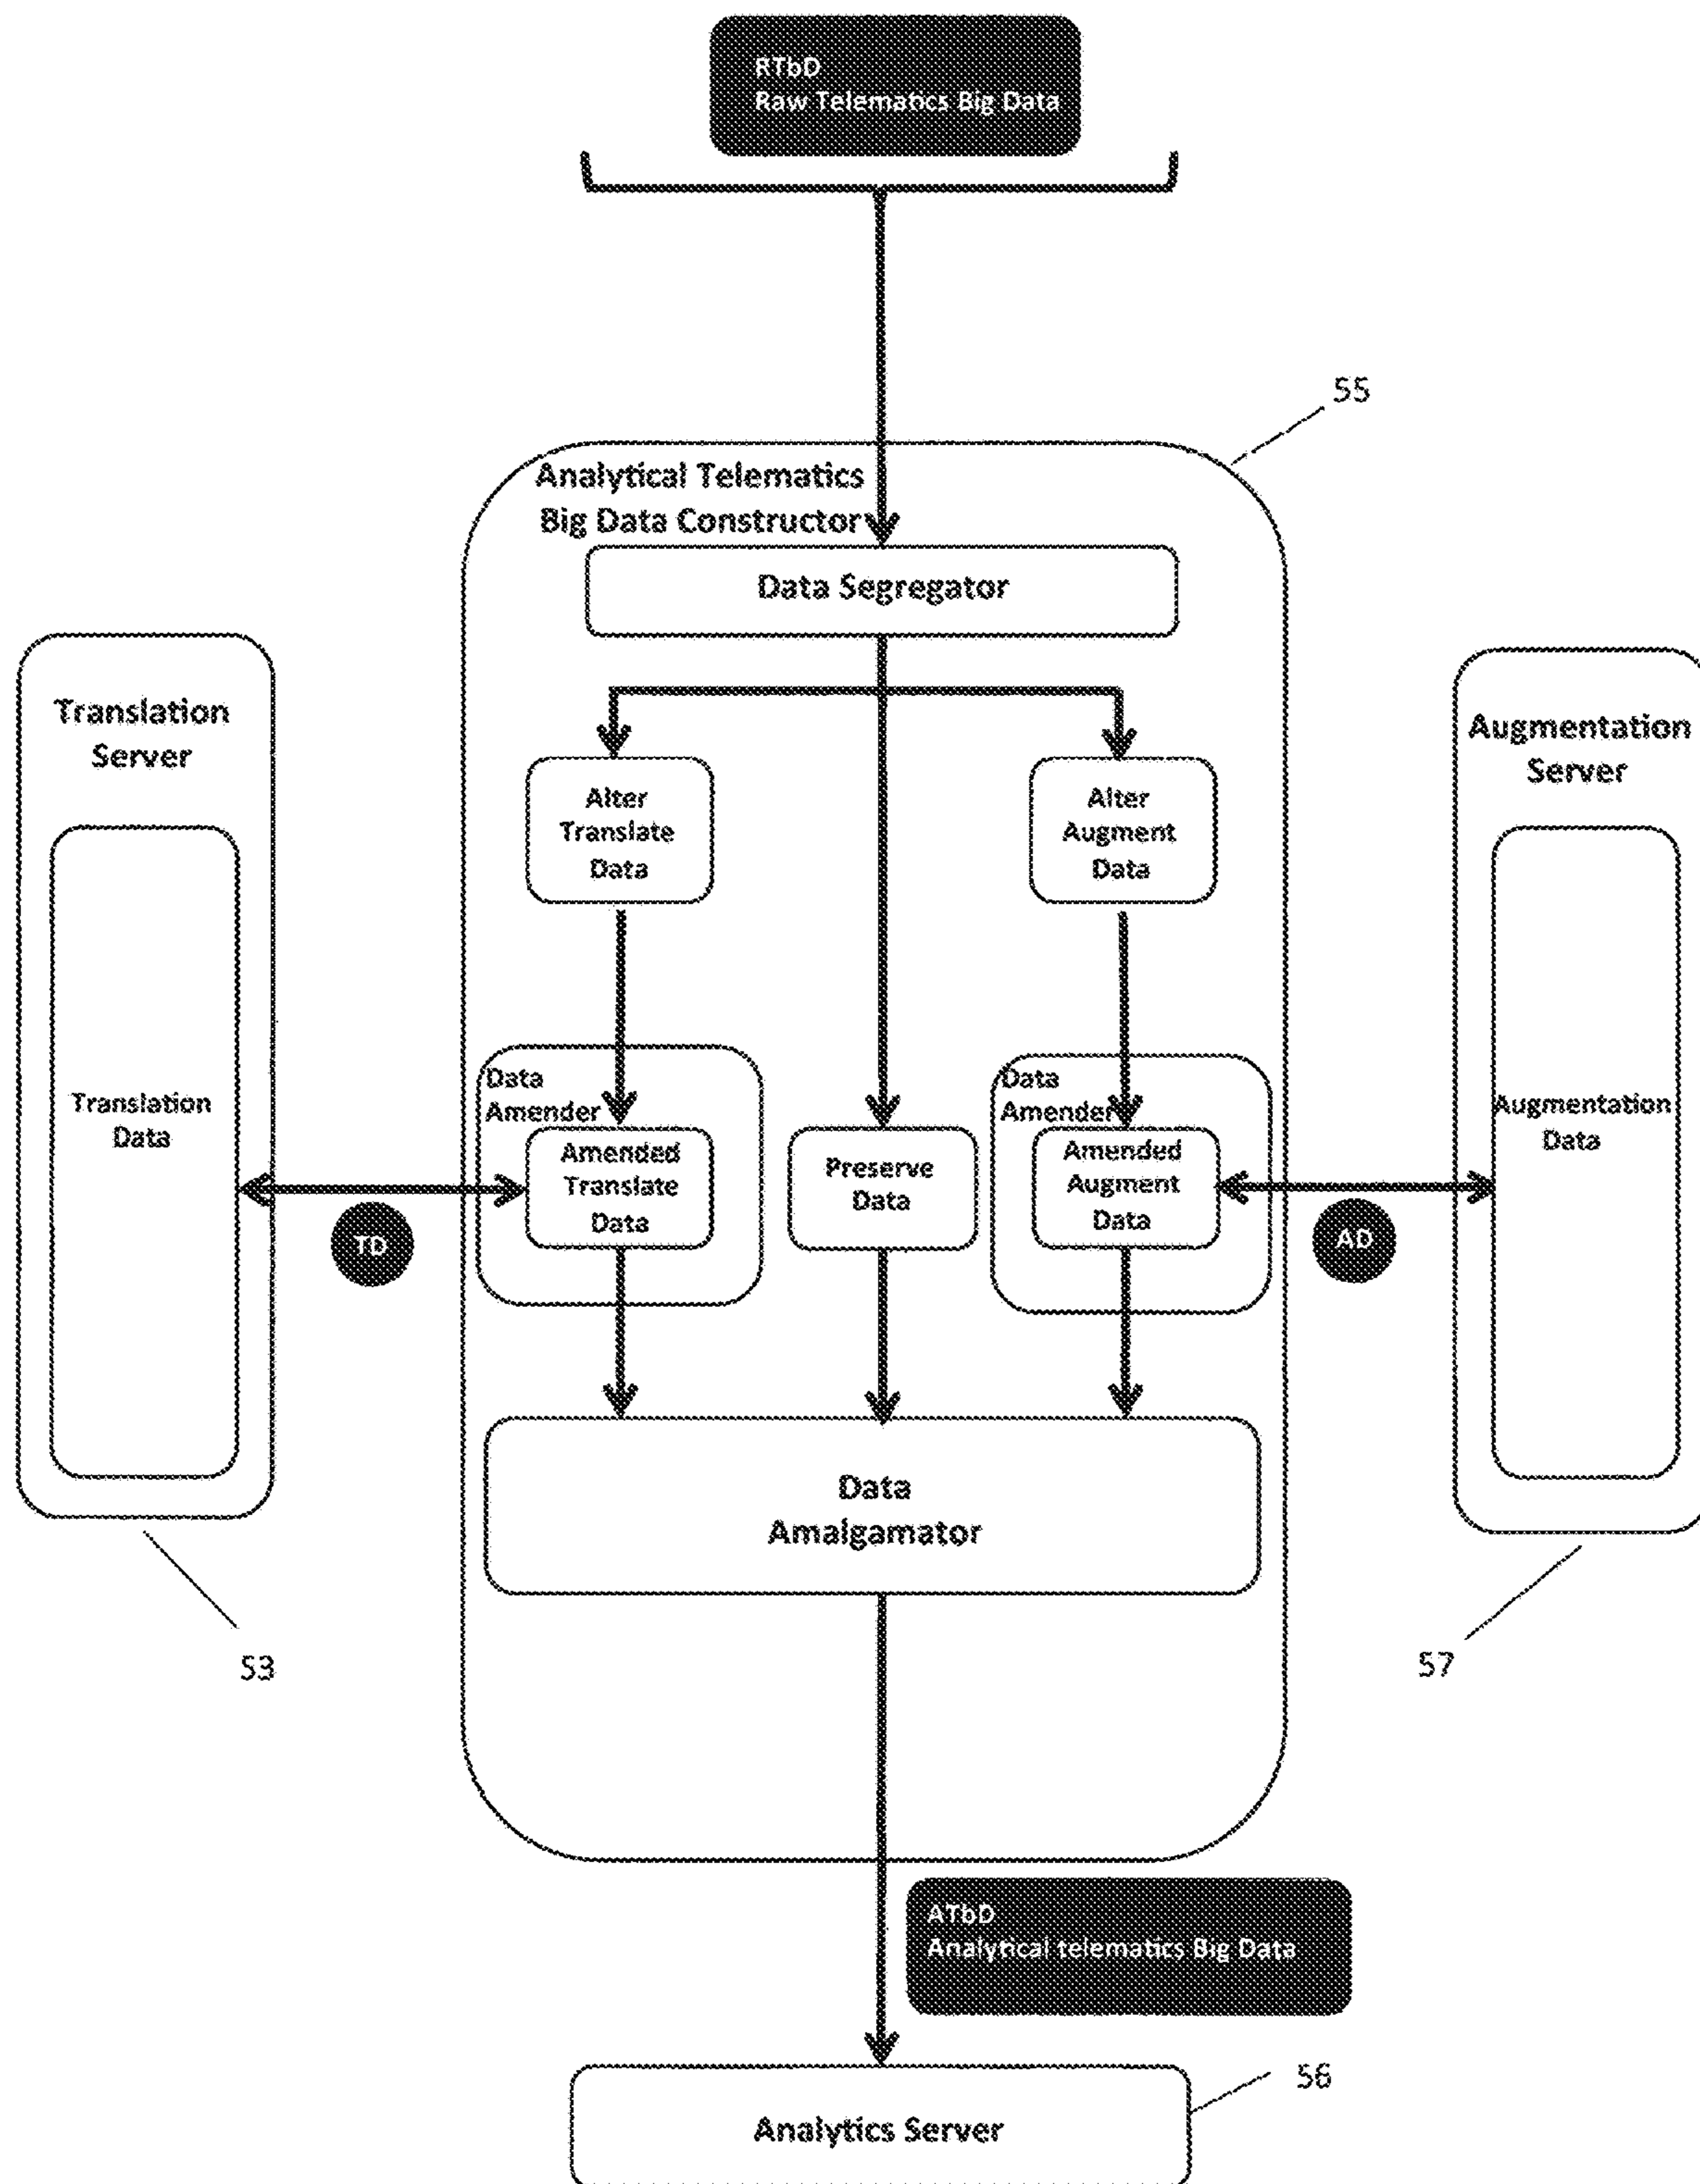 RTbD
Raw Telematics Big Data
55
Analytical Telematics
Big Data Constructor
Data Segregator
Translation
Server
Augmentation
Server
Alter
Translate
Data
Alter
Augment
Data
Translation
Data
Data
Amender
Amended
Translate
Data
Preserve
Data
Data
Amender
Amended
Augment
Data
Augmentation
Data
TD
AD
Data
Amalgamator
53
57
ATbD
Analytical telematics Big Data
56
Analytics Server